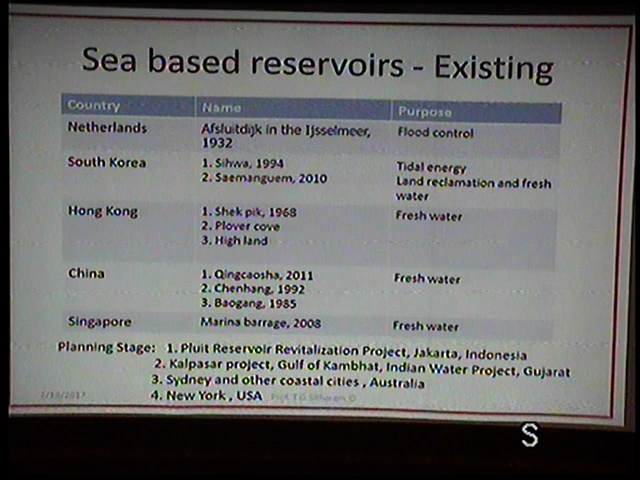 Sea based reservoirs - Existing
Country Name Purpose
Netherlands Afsluitdijk in the Ijsselmeer, 1932 Flood control
South Korea 1. Sihwa, 1994 Tidal energy
2. Saemanguem, 2010 Land reclamation and fresh water
Hong Kong 1. Shek pik, 1968 Fresh water
2. Plover cove
3. High land
China 1. Qingcaosha, 2011 Fresh water
2. Chenhang, 1992
3. Baogang, 1985
Singapore Marina barrage, 2008 Fresh water
Planning Stage: 1. Pluit Reservoir Revitalization Project, Jakarta, Indonesia
2. Kalpasar project, Gulf of Kambhat, Indian Water Project, Gujarat
3. Sydney and other coastal cities , Australia
4. New York , USA
S